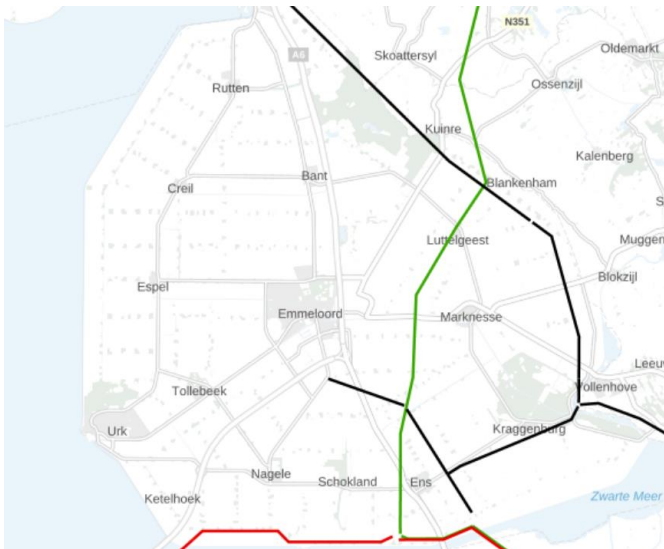 N351
Skoattersyl
Oldemarkt
A6
Rutten
Ossenzijl
Kuinre
Kalenberg
Bant
Blankenham
Creil
Luttelgeest
Muggen
Blokzijl
Espel
Emmeloord
Marknesse
Leeuw
Tollebeek
Vollenhove
Urk
Kraggenburg
Nagele
Schokland
Ens
Ketelhoek
Zwarte Meer